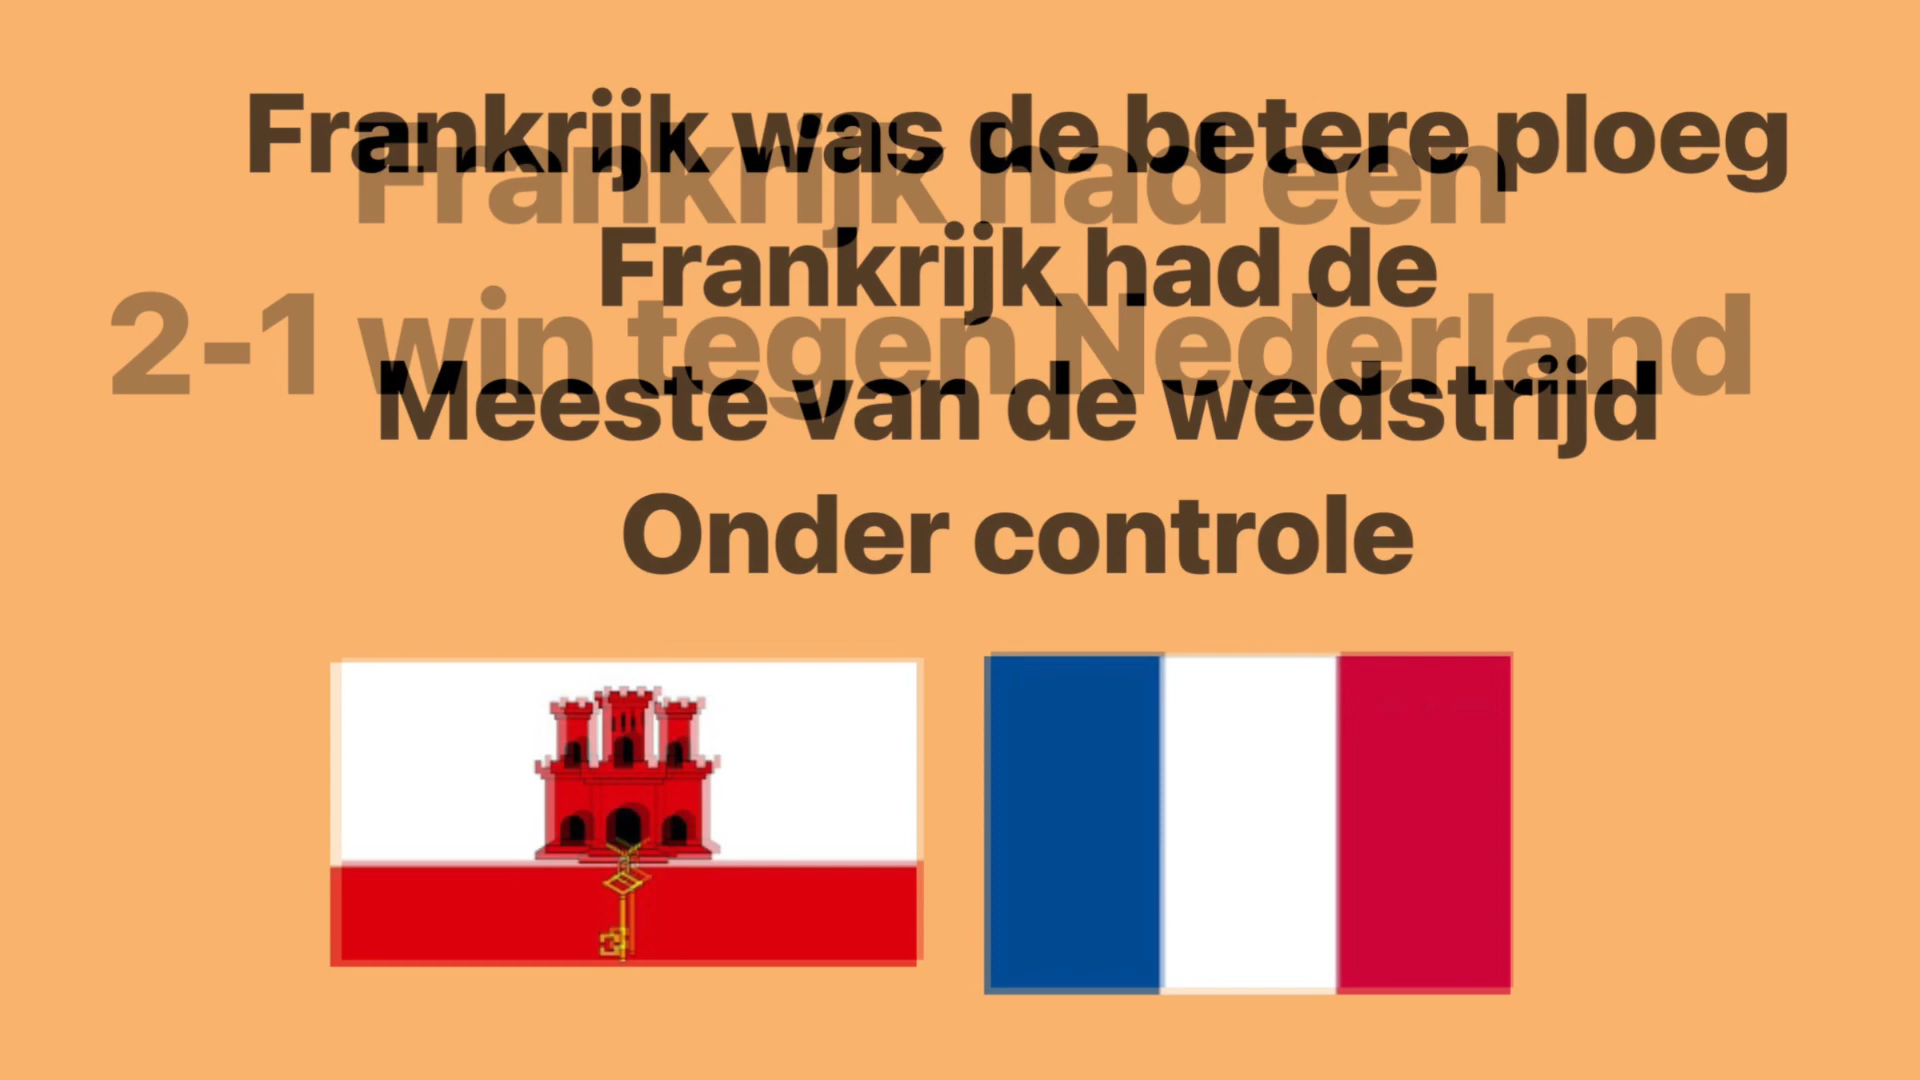 Frankrijk was de betere ploeg
Frankrijk had een
Frankrijk had de
2-1 win tegen Nederland
Meeste van de wedstrijd
Onder controle